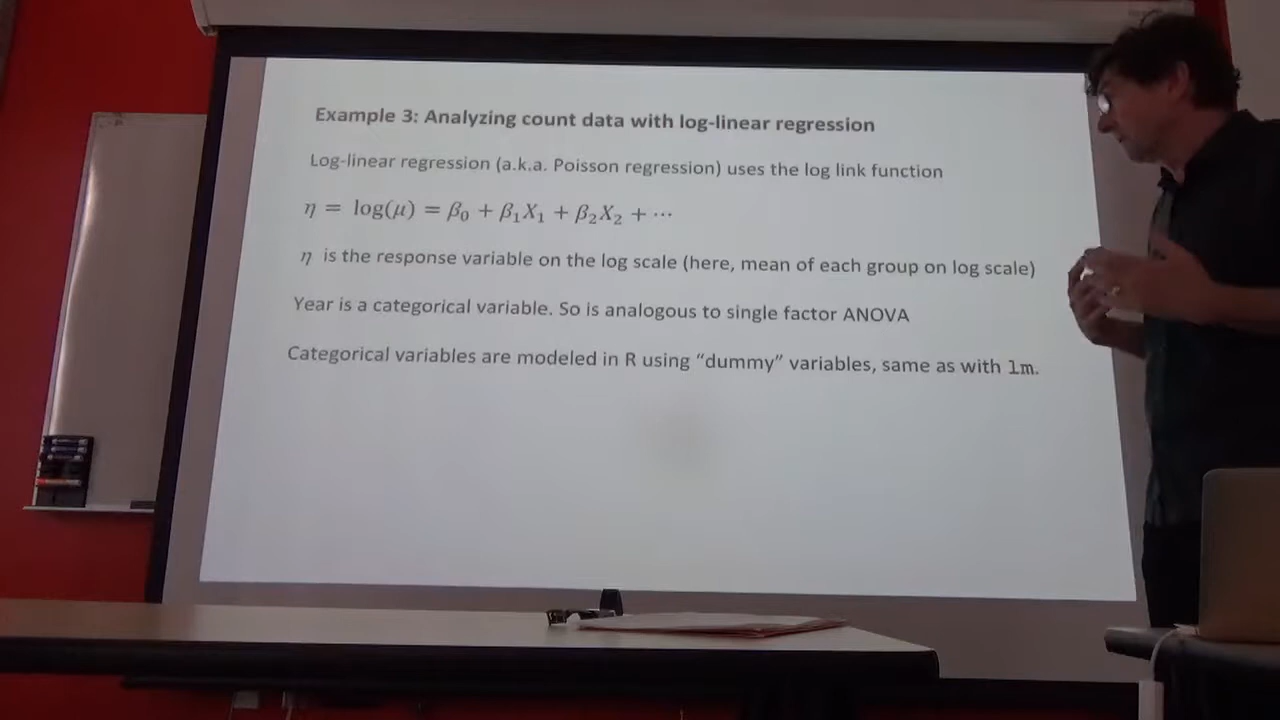 Example 3: Analyzing count data with log-linear regression
Log-linear regression (a.k.a. Poisson regression) uses the log link function
η = log(μ) = β₀ + β₁X₁ + β₂X₂ + ⋯
η is the response variable on the log scale (here, mean of each group on log scale)
Year is a categorical variable. So is analogous to single factor ANOVA
Categorical variables are modeled in R using “dummy” variables, same as with lm.